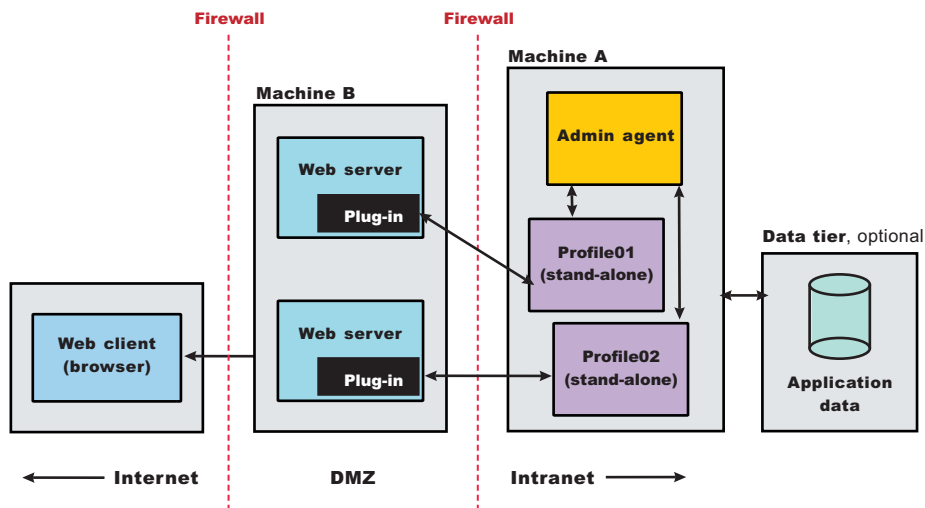 Firewall
Firewall
Machine A
Machine B
Admin agent
Web server
Plug-in
Profile01
(stand-alone)
Data tier, optional
Web client
(browser)
Web server
Plug-in
Profile02
(stand-alone)
Application
data
Internet
DMZ
Intranet